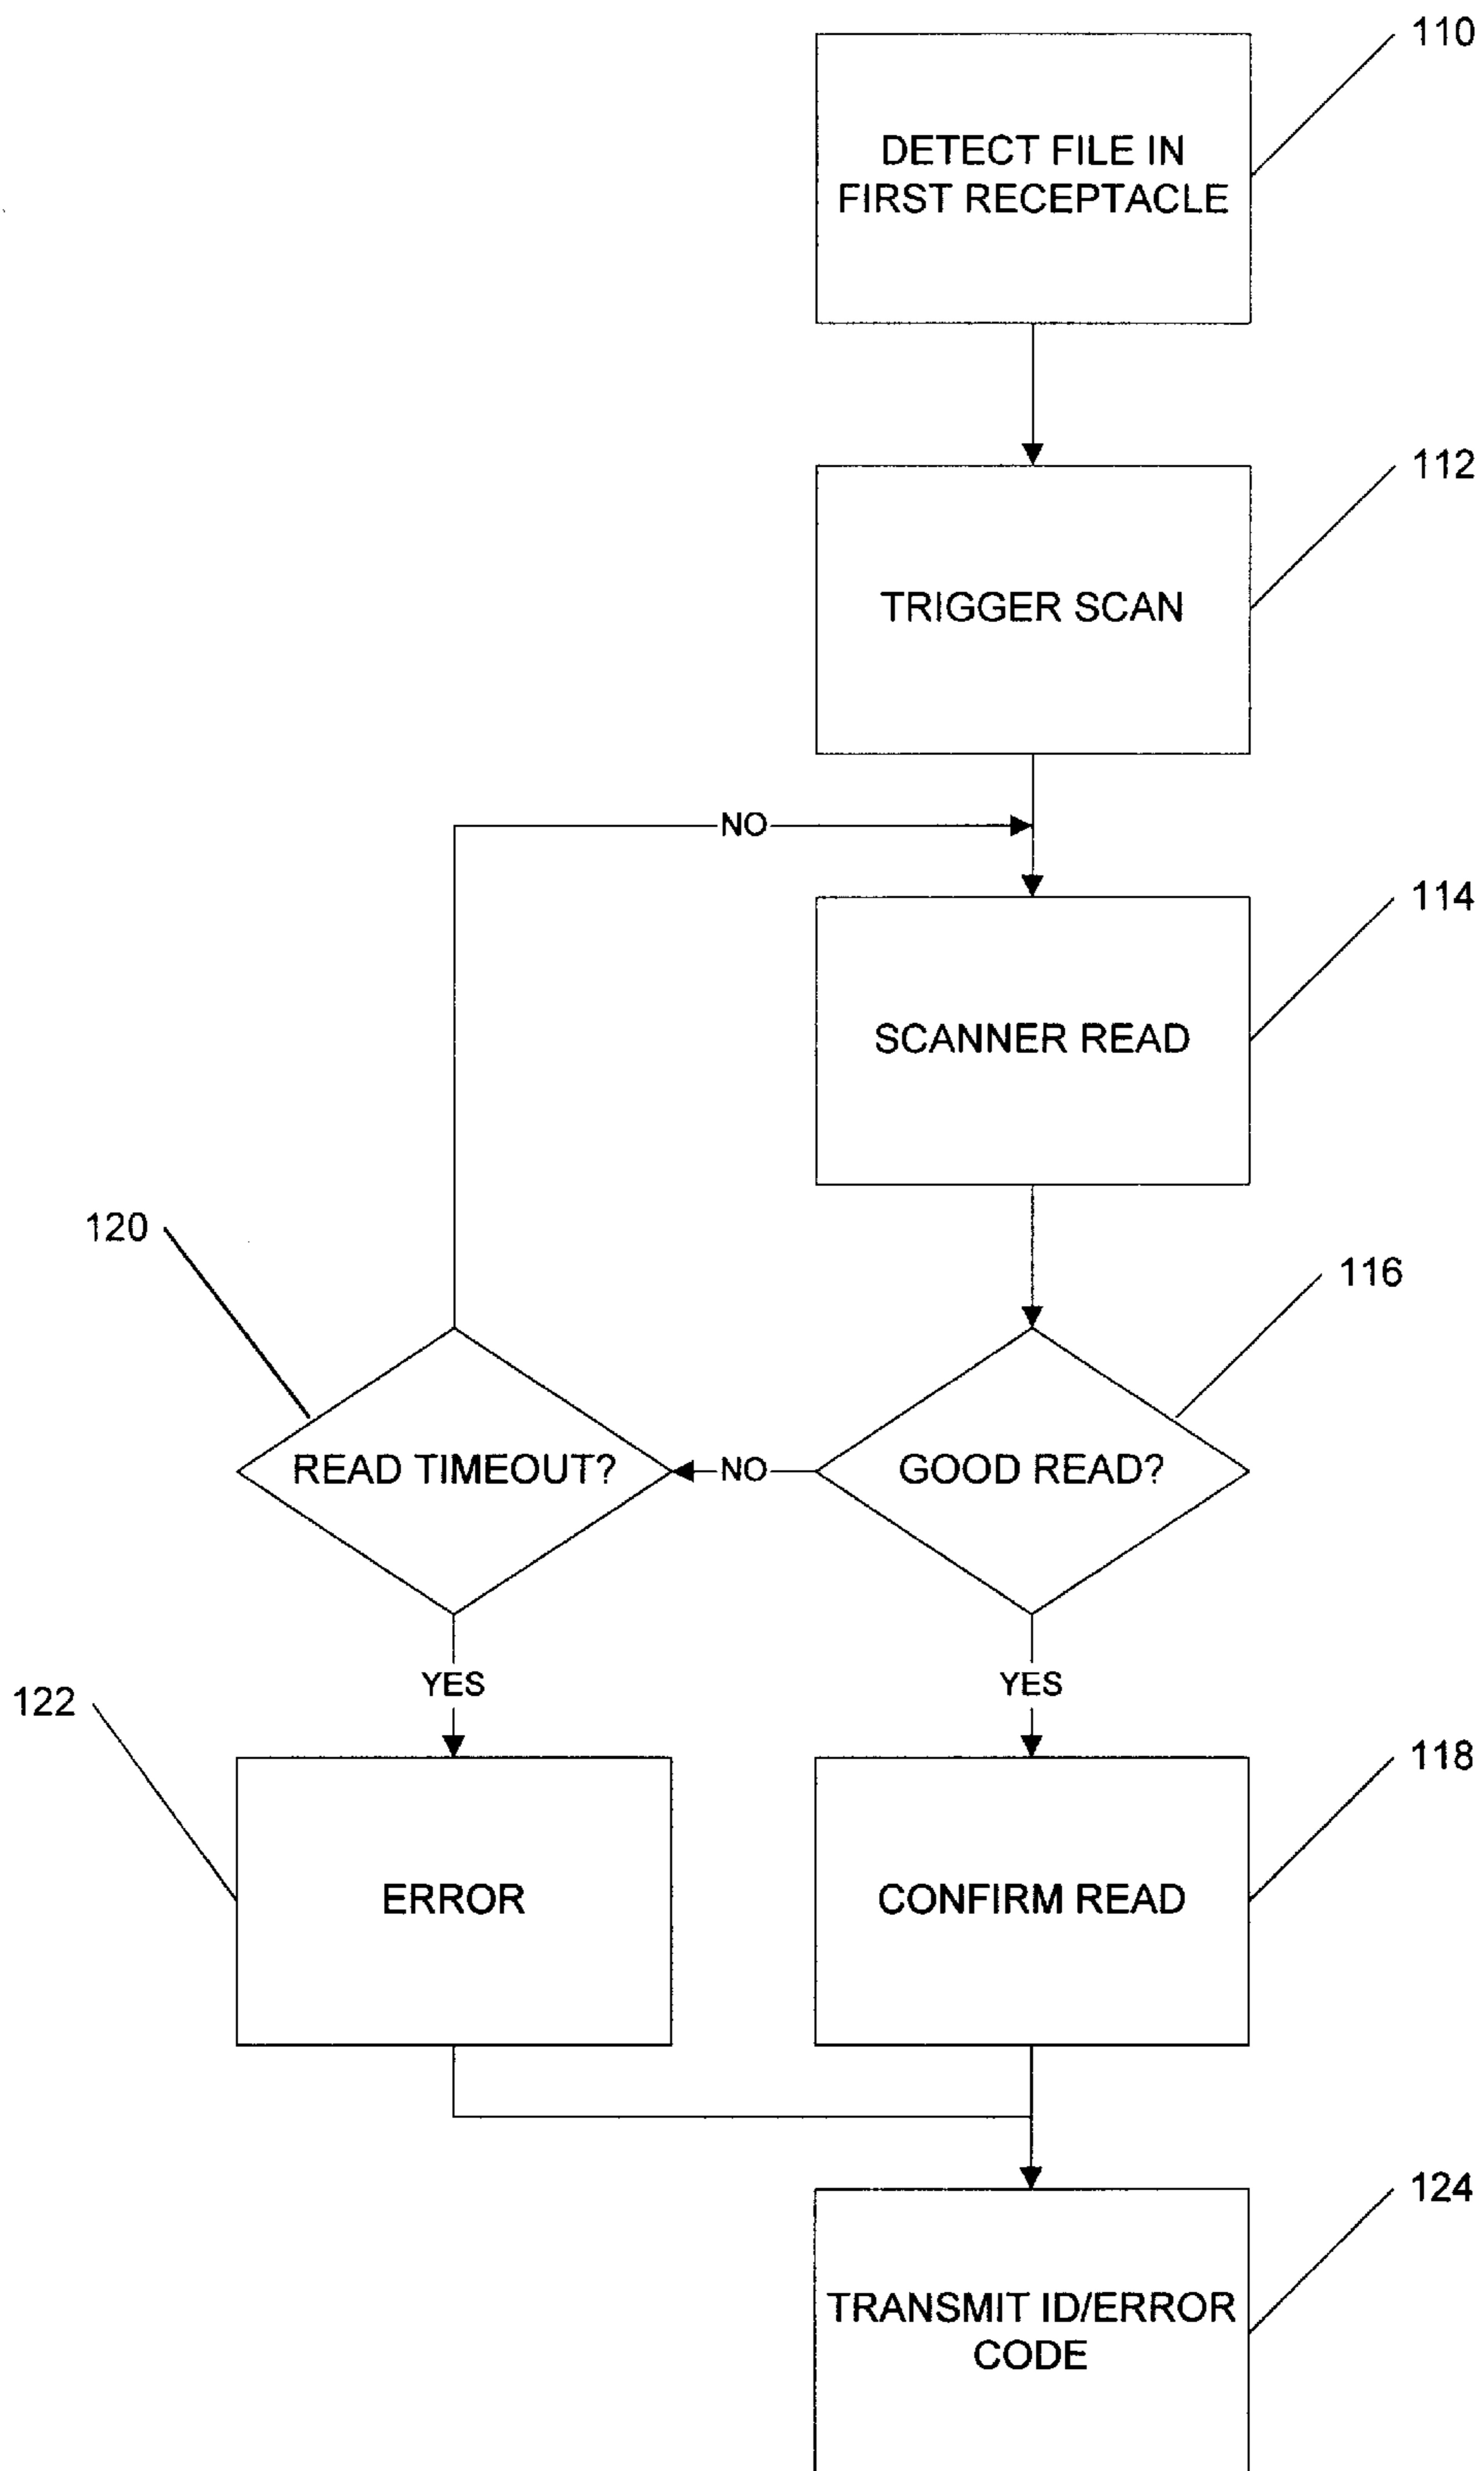 110
DETECT FILE IN
FIRST RECEPTACLE
112
TRIGGER SCAN
NO
114
SCANNER READ
120
116
READ TIMEOUT?
NO
GOOD READ?
YES
YES
122
118
ERROR
CONFIRM READ
124
TRANSMIT ID/ERROR
CODE